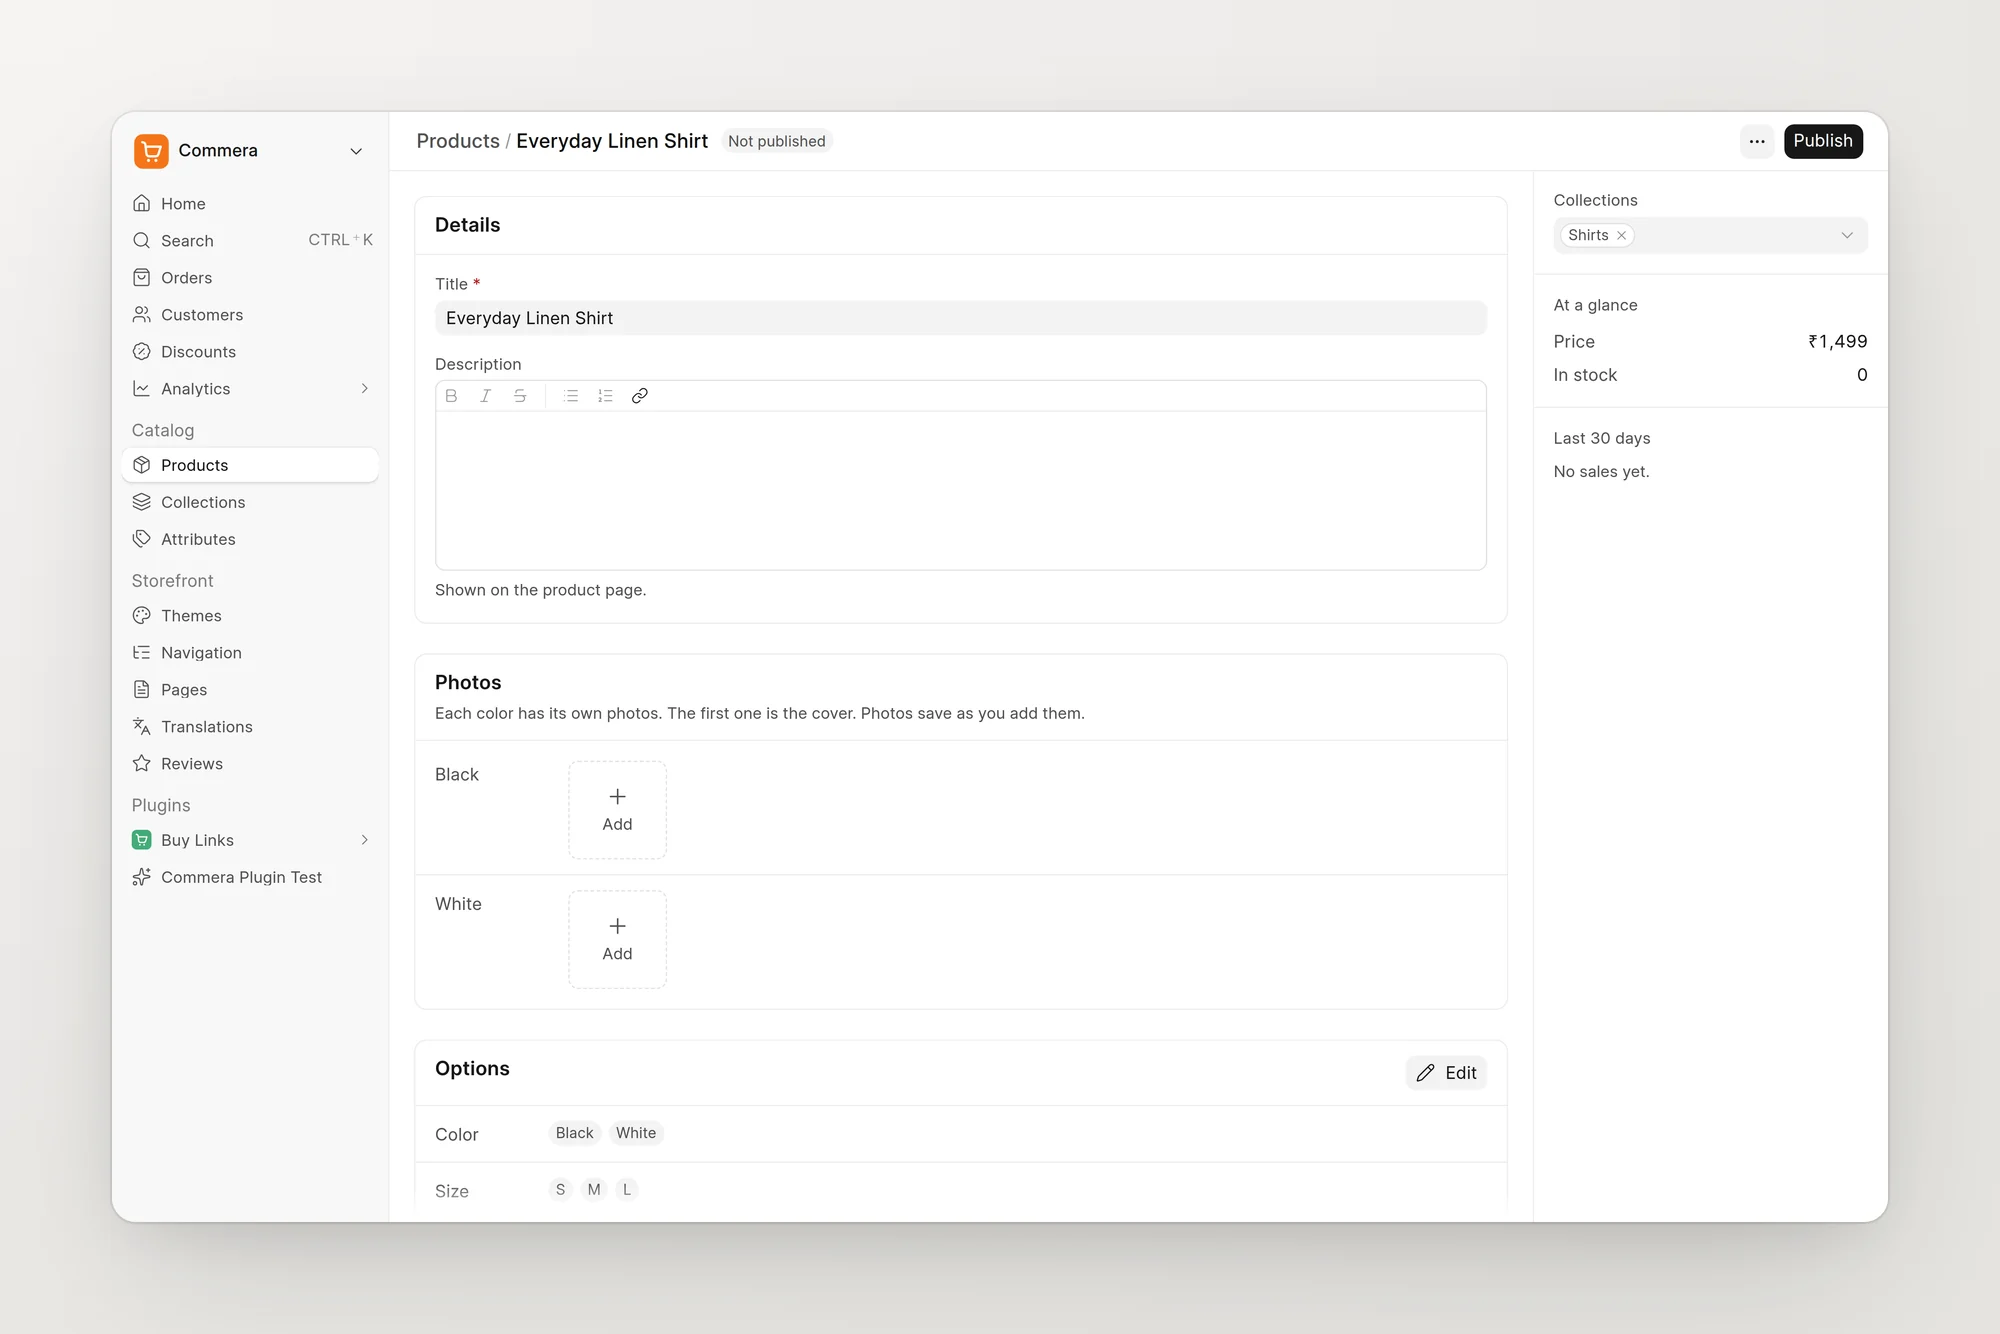 Commera
Home
Search CTRL + K
Orders
Customers
Discounts
Analytics
Catalog
Products
Collections
Attributes
Storefront
Themes
Navigation
Pages
Translations
Reviews
Plugins
Buy Links
Commera Plugin Test
Products / Everyday Linen Shirt Not published
... Publish
Details
Title *
Everyday Linen Shirt
Description
B I S
Shown on the product page.
Photos
Each color has its own photos. The first one is the cover. Photos save as you add them.
Black
Add
White
Add
Options
Edit
Color Black White
Size S M L
Collections
Shirts
At a glance
Price ₹1,499
In stock 0
Last 30 days
No sales yet.